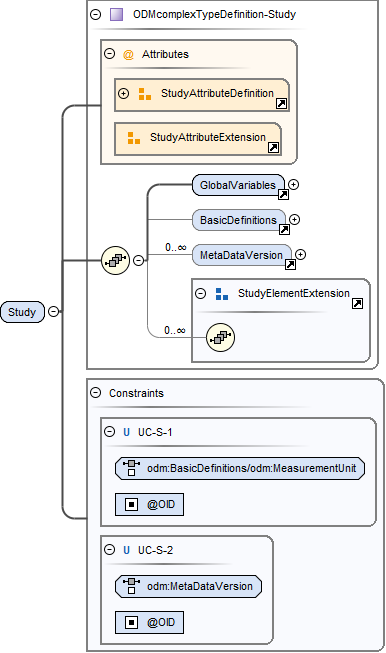 ODMcomplexTypeDefinition-Study
@ Attributes
StudyAttributeDefinition
StudyAttributeExtension
GlobalVariables
BasicDefinitions
0..∞
MetaDataVersion
StudyElementExtension
0..∞
Study
Constraints
U UC-S-1
odm:BasicDefinitions/odm:MeasurementUnit
@OID
U UC-S-2
odm:MetaDataVersion
@OID